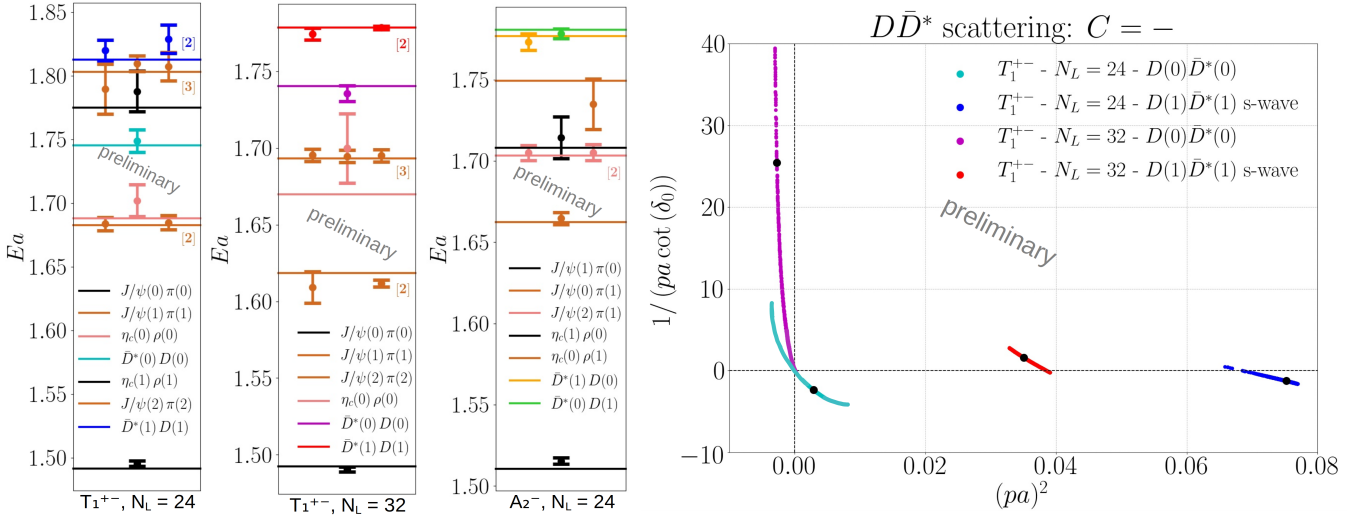 Ea
1.85
1.80
1.75
1.70
1.65
1.60
1.55
1.50
[2]
[3]
[2]
preliminary
J/ψ(0) π(0)
J/ψ(1) π(1)
η_c(0) ρ(0)
D̄*(0) D(0)
η_c(1) ρ(1)
J/ψ(2) π(2)
D̄*(1) D(1)
T₁⁺⁻, N_L = 24
Ea
1.75
1.70
1.65
1.60
1.55
1.50
[2]
[3]
[2]
preliminary
J/ψ(0) π(0)
J/ψ(1) π(1)
J/ψ(2) π(2)
η_c(0) ρ(0)
D̄*(0) D(0)
D̄*(1) D(1)
T₁⁺⁻, N_L = 32
Ea
1.75
1.70
1.65
1.60
1.55
1.50
[2]
preliminary
J/ψ(1) π(0)
J/ψ(0) π(1)
J/ψ(2) π(1)
η_c(1) ρ(0)
η_c(0) ρ(1)
D̄*(1) D(0)
D̄*(0) D(1)
A₂⁻, N_L = 24
DD̄* scattering: C = −
1/(pa cot (δ₀))
40
30
20
10
0
−10
T₁⁺⁻ - N_L = 24 - D(0)D̄*(0)
T₁⁺⁻ - N_L = 24 - D(1)D̄*(1) s-wave
T₁⁺⁻ - N_L = 32 - D(0)D̄*(0)
T₁⁺⁻ - N_L = 32 - D(1)D̄*(1) s-wave
preliminary
0.00 0.02 0.04 0.06 0.08
(pa)²